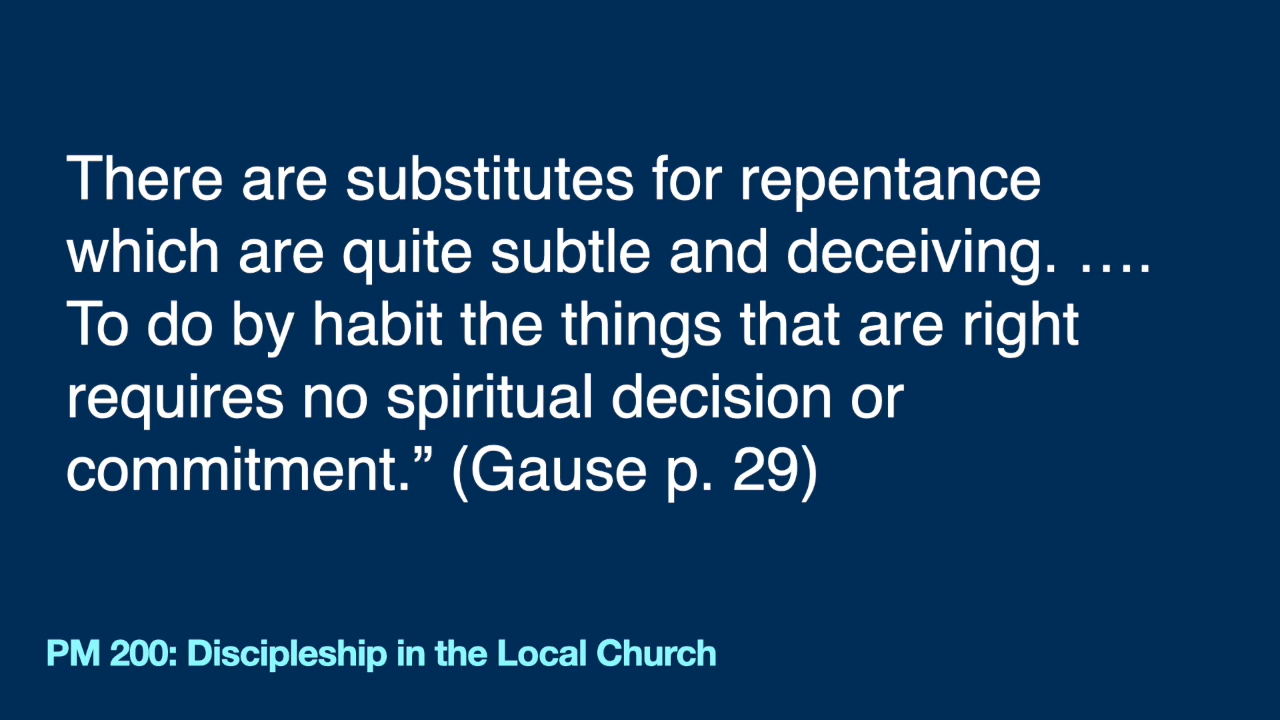 There are substitutes for repentance
which are quite subtle and deceiving. ….
To do by habit the things that are right
requires no spiritual decision or
commitment.” (Gause p. 29)
PM 200: Discipleship in the Local Church